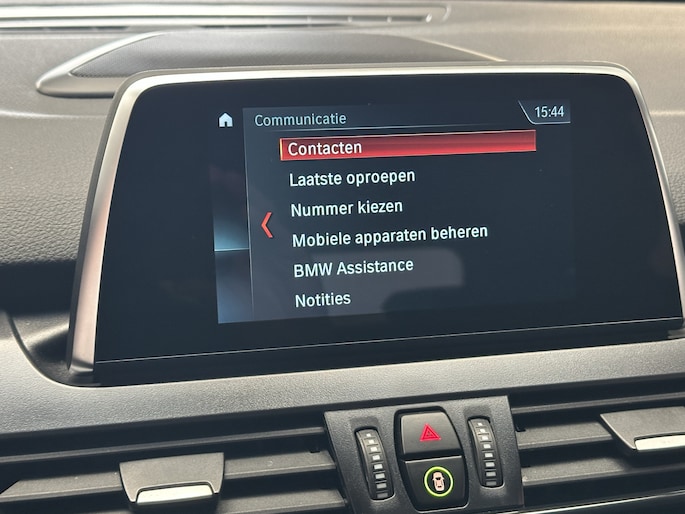 Communicatie
15:44
Contacten
Laatste oproepen
Nummer kiezen
Mobiele apparaten beheren
BMW Assistance
Notities